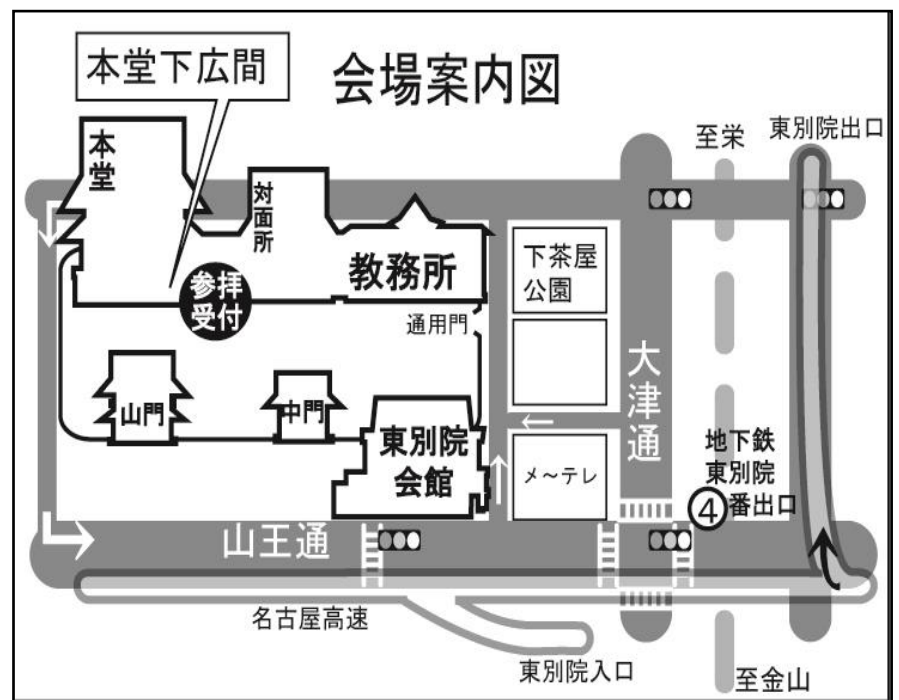 本堂下広間
会場案内図
至栄
東別院出口
本堂
対面所
教務所
下茶屋
公園
参拝
受付
通用門
大津通
山門
中門
東別院
会館
メ～テレ
地下鉄
東別院
④番出口
山王通
名古屋高速
東別院入口
至金山